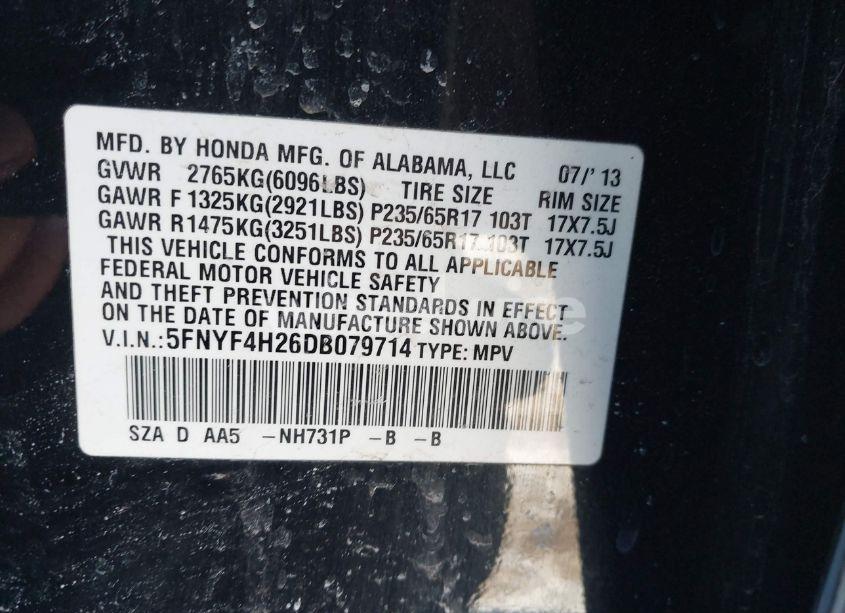 MFD. BY HONDA MFG. OF ALABAMA, LLC 07/'13
GVWR 2765KG(6096LBS) TIRE SIZE RIM SIZE
GAWR F 1325KG(2921LBS) P235/65R17 103T 17X7.5J
GAWR R1475KG(3251LBS) P235/65R17 103T 17X7.5J
THIS VEHICLE CONFORMS TO ALL APPLICABLE
FEDERAL MOTOR VEHICLE SAFETY
AND THEFT PREVENTION STANDARDS IN EFFECT
ON THE DATE OF MANUFACTURE SHOWN ABOVE.
V.I.N.:5FNYF4H26DB079714 TYPE: MPV
SZA D AA5 -NH731P -B -B